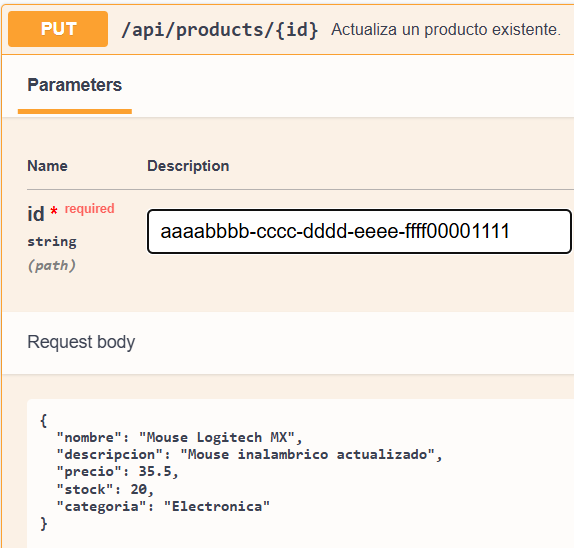 PUT /api/products/{id} Actualiza un producto existente.
Parameters
Name Description
id * required
string
(path)
aaaabbbb-cccc-dddd-eeee-ffff00001111
Request body
{
  "nombre": "Mouse Logitech MX",
  "descripcion": "Mouse inalambrico actualizado",
  "precio": 35.5,
  "stock": 20,
  "categoria": "Electronica"
}